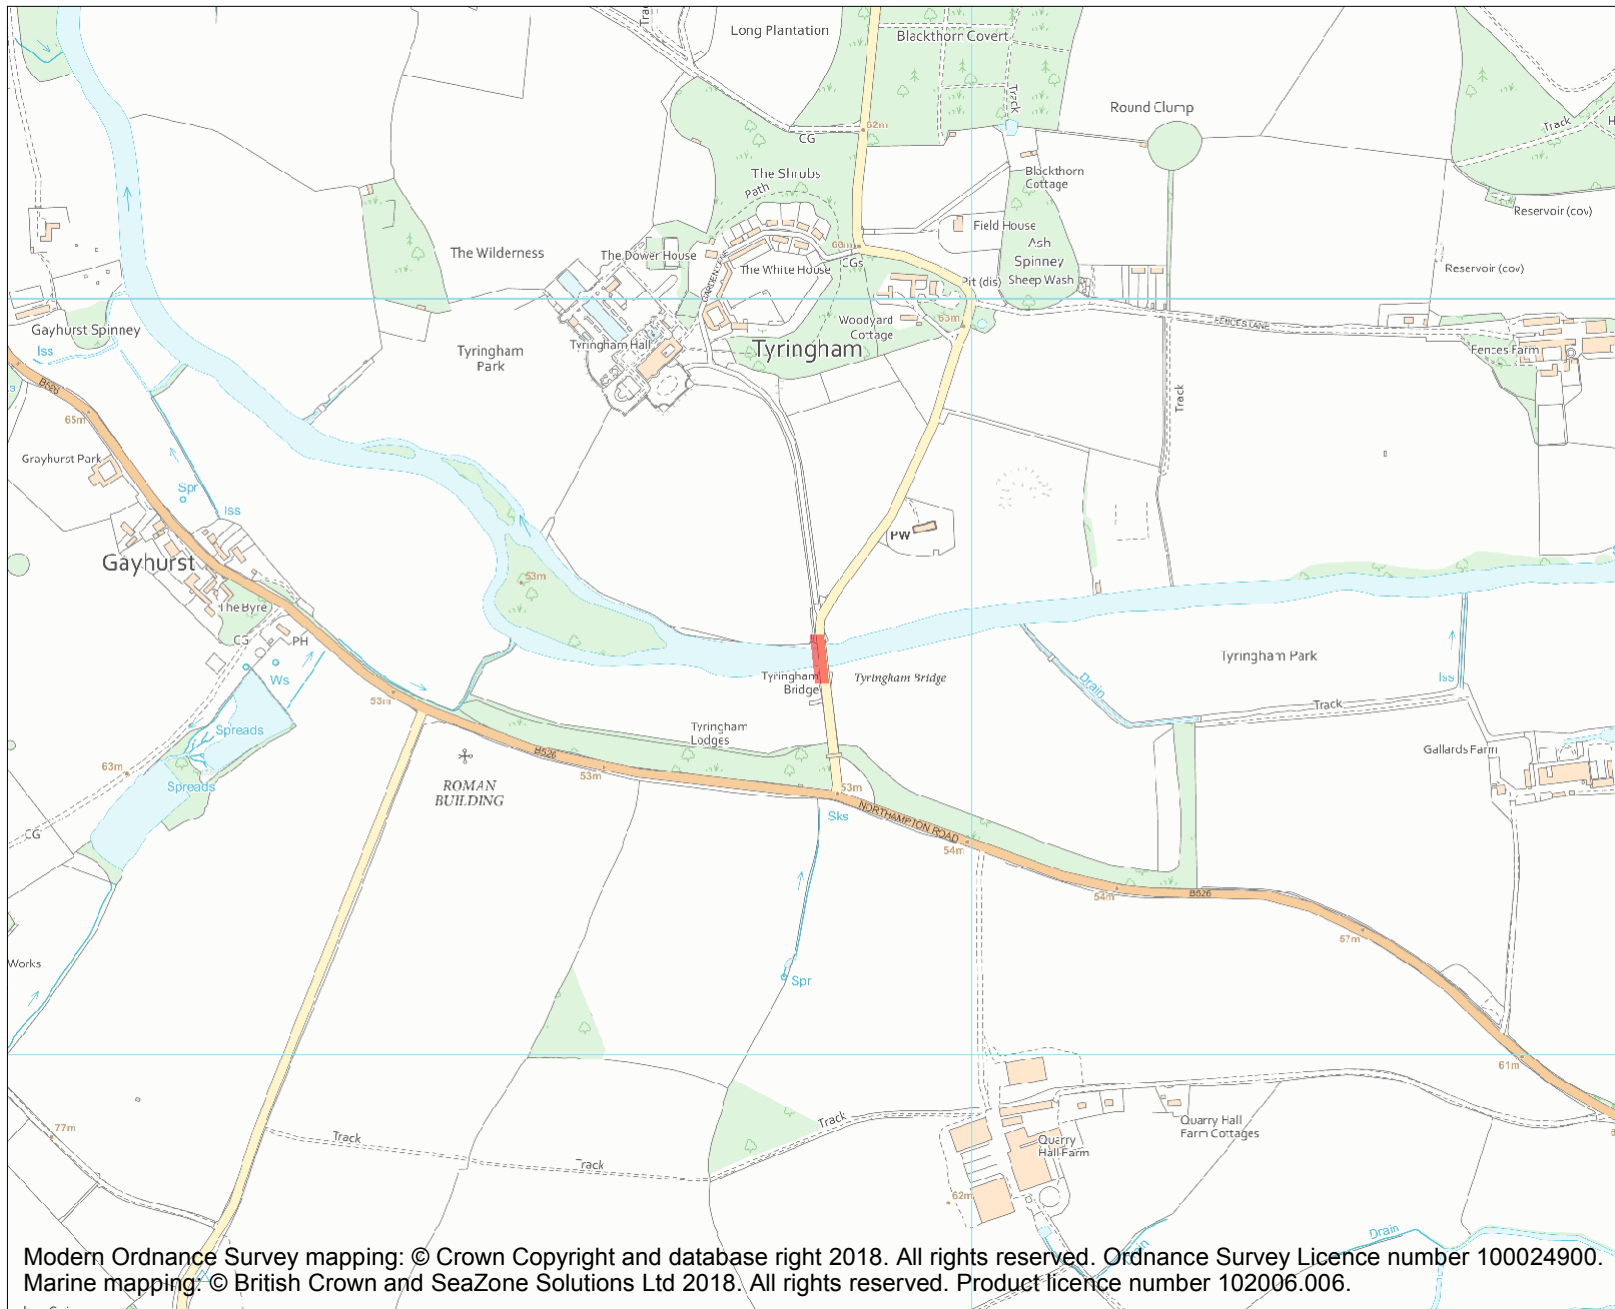 Long Plantation
Blackthorn Covert
Track
Round Clump
Track
CG
62m
The Shrubs
Path
Blackthorn
Cottage
Reservoir (cov)
Field House
The Wilderness
The Dower House
60m
CGs
Ash
Spinney
The White House
Pit (dis)
Sheep Wash
Reservoir (cov)
GARDEN LANE
Gayhurst Spinney
Iss
Woodyard
Cottage
63m
FENCES LANE
Tyringham
Park
Tyringham Hall
Tyringham
Fences Farm
B526
65m
Track
Grayhurst Park
Spr
Iss
PW
Gayhurst
53m
The Byre
CG
PH
Ws
Tyringham
Bridge
Tyringham Bridge
Tyringham Park
Drain
Iss
53m
Track
Spreads
Tyringham
Lodges
B526
53m
Gallards Farm
63m
Spreads
ROMAN
BUILDING
53m
Sks
NORTHAMPTON ROAD
54m
CG
54m
B526
57m
Works
Spr
61m
77m
Track
Track
Track
Quarry
Hall Farm
Quarry Hall
Farm Cottages
62m
Drain
Drain
Modern Ordnance Survey mapping: © Crown Copyright and database right 2018. All rights reserved. Ordnance Survey Licence number 100024900.
Marine mapping: © British Crown and SeaZone Solutions Ltd 2018. All rights reserved. Product licence number 102006.006.